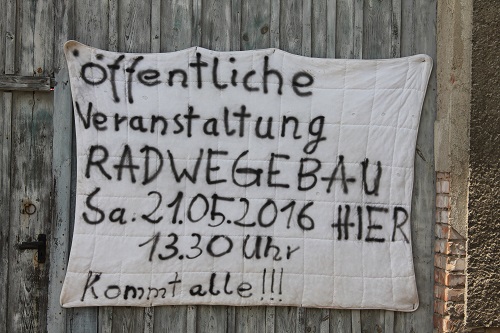 öffentliche
Veranstaltung
RADWEGEBAU
Sa. 21.05.2016 HIER
13.30 Uhr
Kommt alle!!!